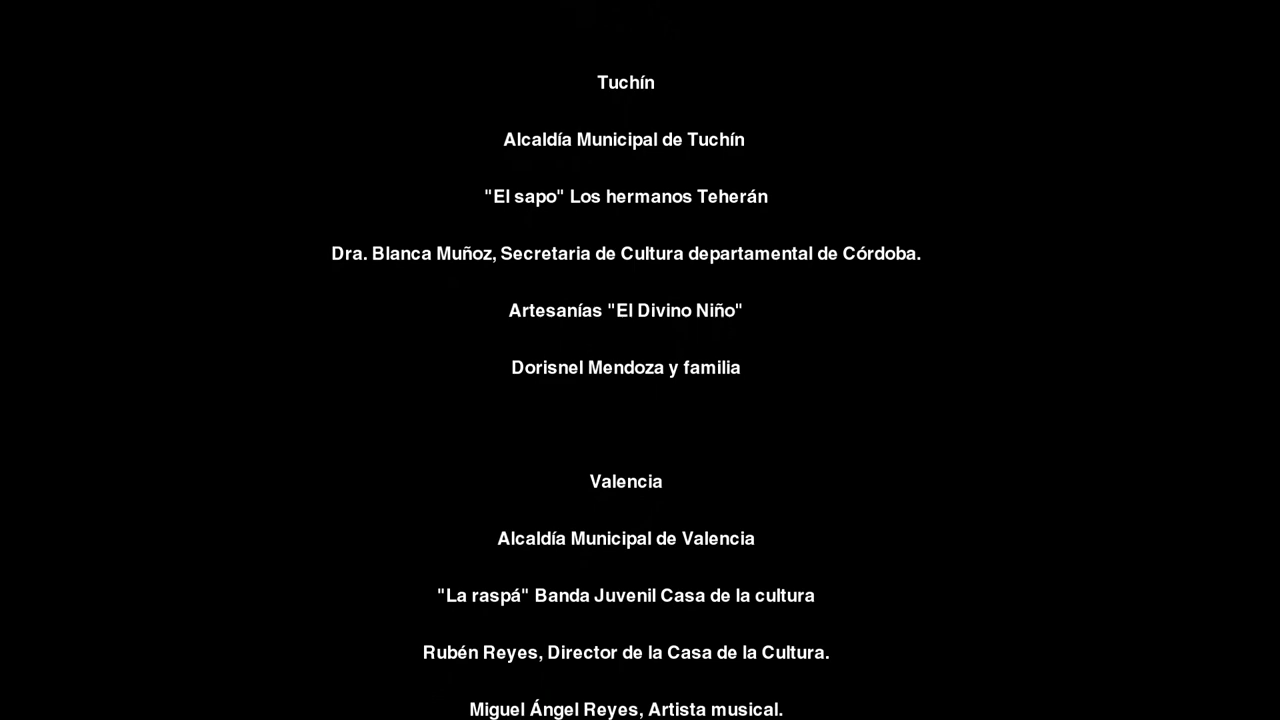 Tuchín
Alcaldía Municipal de Tuchín
"El sapo" Los hermanos Teherán
Dra. Blanca Muñoz, Secretaria de Cultura departamental de Córdoba.
Artesanías "El Divino Niño"
Dorisnel Mendoza y familia
Valencia
Alcaldía Municipal de Valencia
"La raspá" Banda Juvenil Casa de la cultura
Rubén Reyes, Director de la Casa de la Cultura.
Miguel Ángel Reyes, Artista musical.